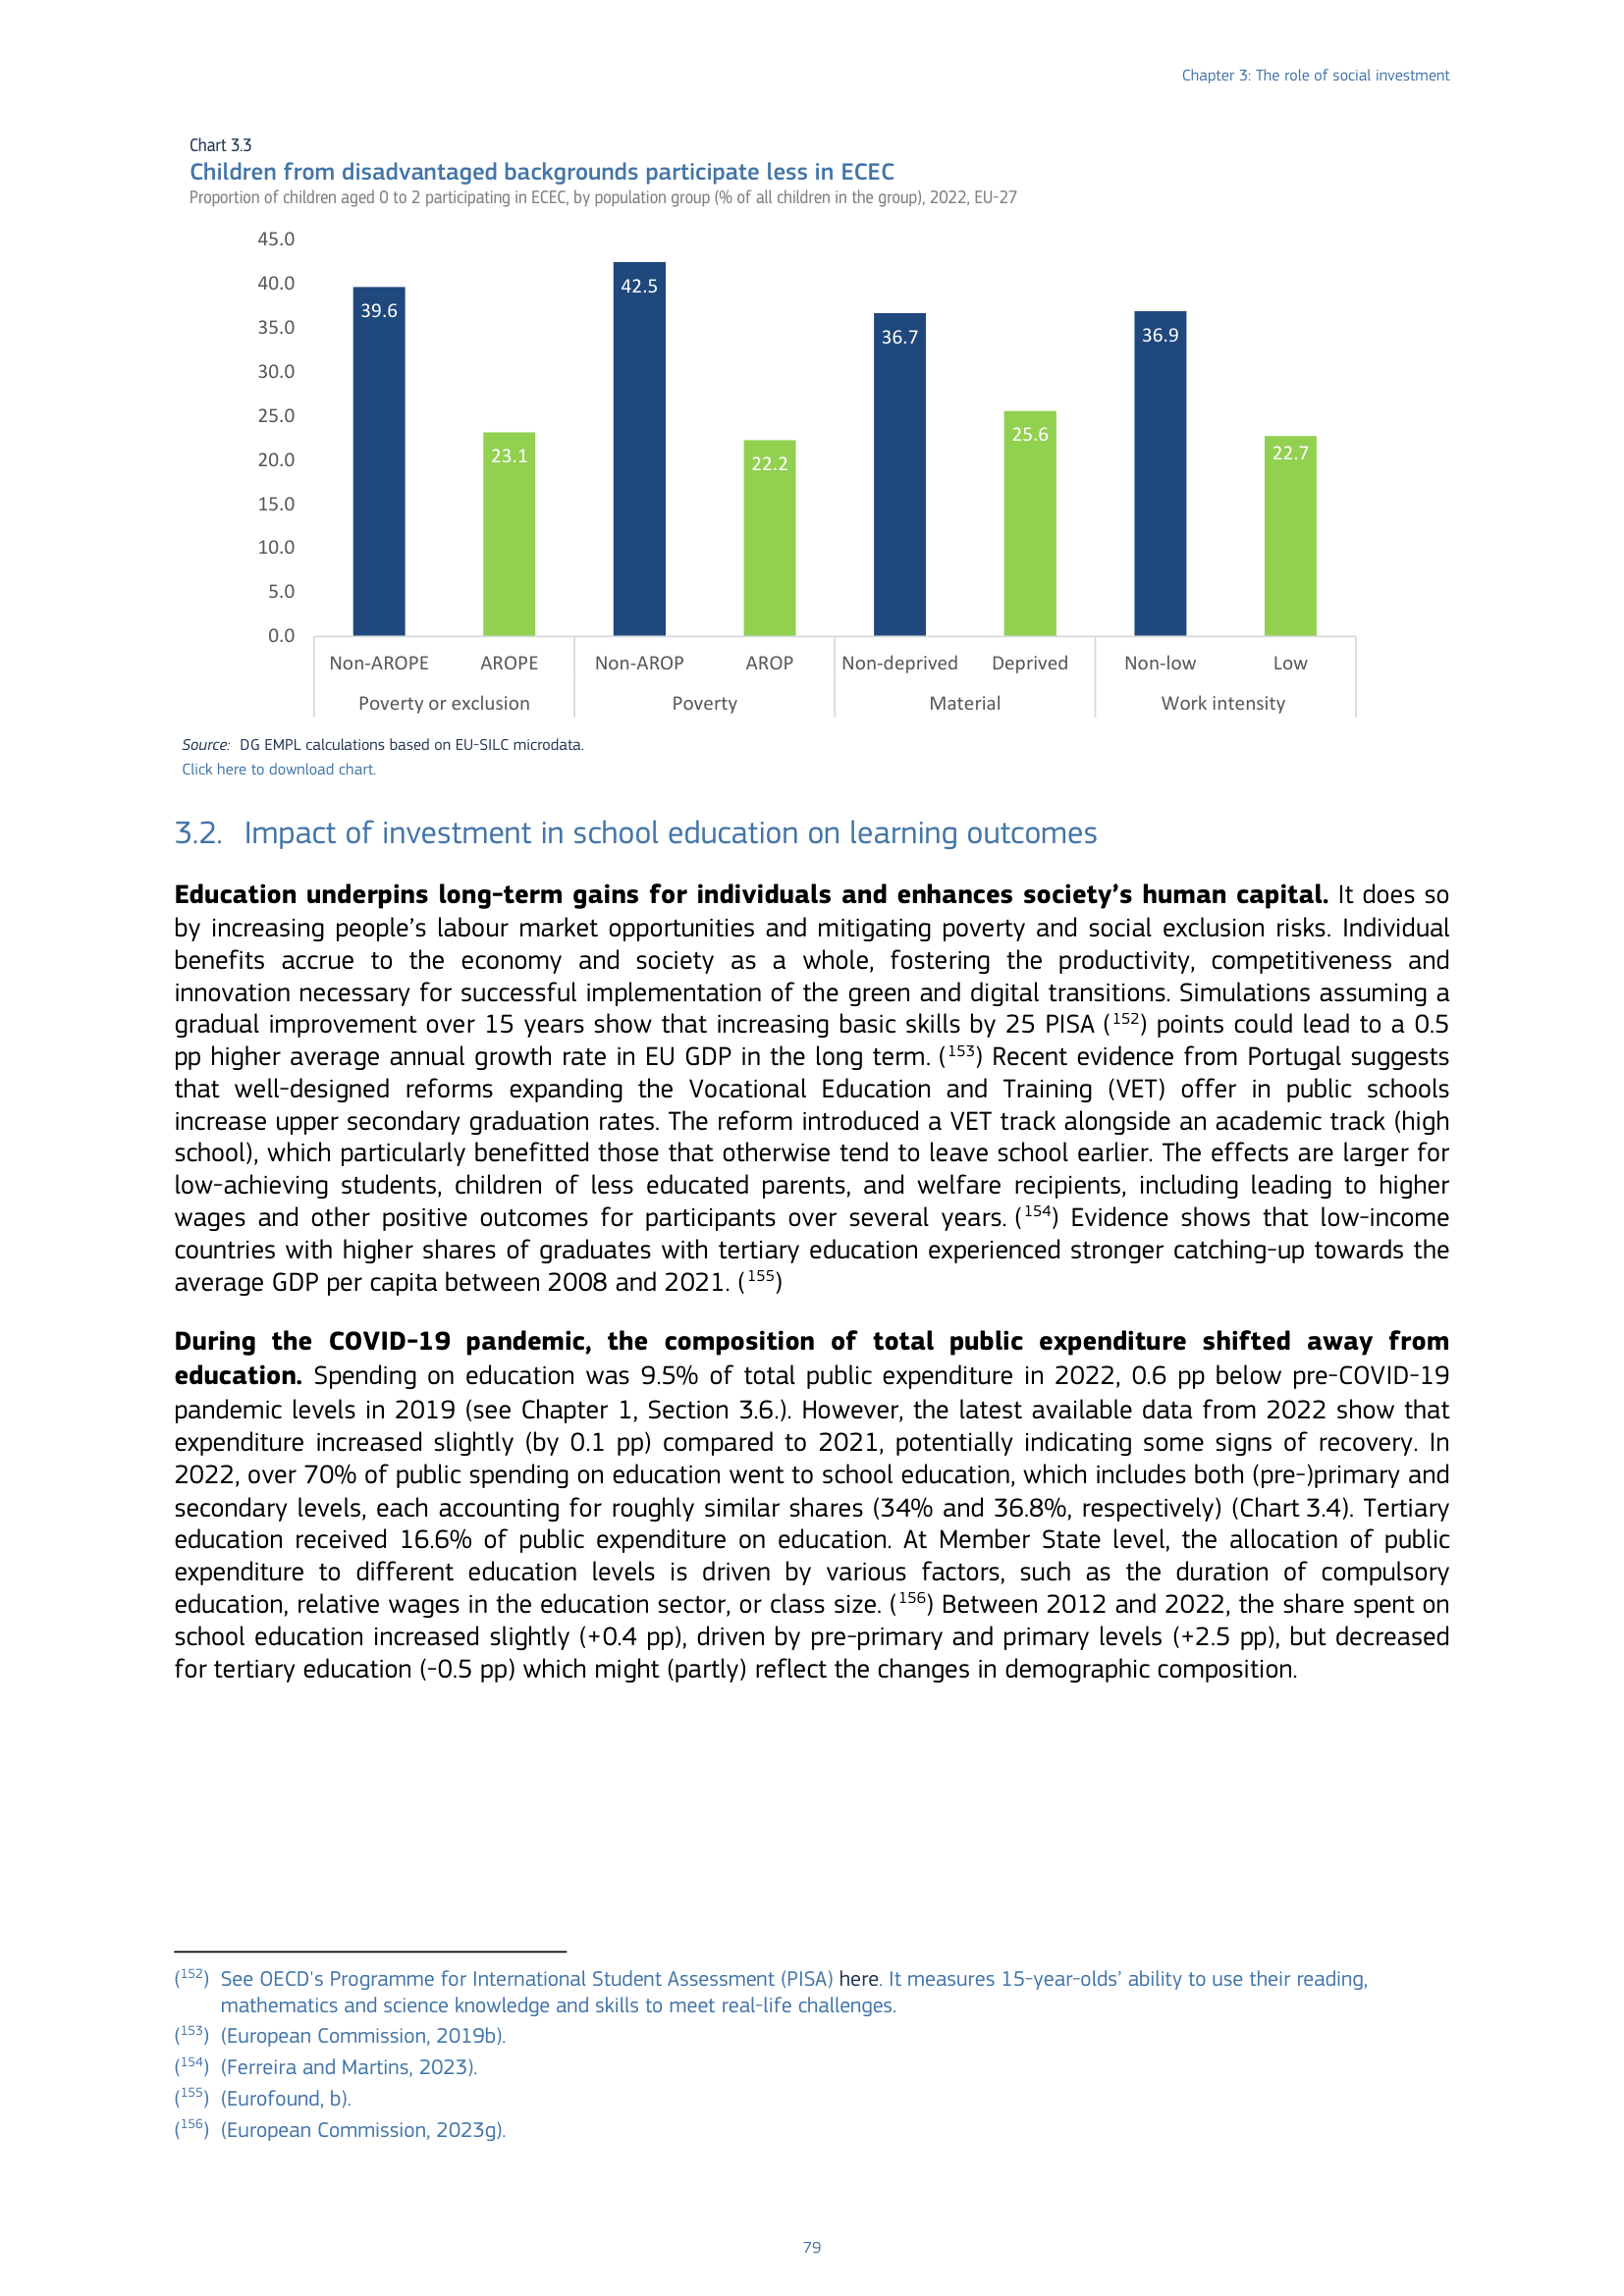 Chapter 3: The role of social investment
Chart 3.3
Children from disadvantaged backgrounds participate less in ECEC
Proportion of children aged 0 to 2 participating in ECEC, by population group (% of all children in the group), 2022, EU-27
45.0
40.0
35.0
30.0
25.0
20.0
15.0
10.0
5.0
0.0
39.6
23.1
42.5
22.2
36.7
25.6
36.9
22.7
Non-AROPE AROPE Non-AROP AROP Non-deprived Deprived Non-low Low
Poverty or exclusion Poverty Material Work intensity
Source: DG EMPL calculations based on EU-SILC microdata.
Click here to download chart.
3.2. Impact of investment in school education on learning outcomes
Education underpins long-term gains for individuals and enhances society’s human capital. It does so
by increasing people’s labour market opportunities and mitigating poverty and social exclusion risks. Individual
benefits accrue to the economy and society as a whole, fostering the productivity, competitiveness and
innovation necessary for successful implementation of the green and digital transitions. Simulations assuming a
gradual improvement over 15 years show that increasing basic skills by 25 PISA (152) points could lead to a 0.5
pp higher average annual growth rate in EU GDP in the long term. (153) Recent evidence from Portugal suggests
that well-designed reforms expanding the Vocational Education and Training (VET) offer in public schools
increase upper secondary graduation rates. The reform introduced a VET track alongside an academic track (high
school), which particularly benefitted those that otherwise tend to leave school earlier. The effects are larger for
low-achieving students, children of less educated parents, and welfare recipients, including leading to higher
wages and other positive outcomes for participants over several years. (154) Evidence shows that low-income
countries with higher shares of graduates with tertiary education experienced stronger catching-up towards the
average GDP per capita between 2008 and 2021. (155)
During the COVID-19 pandemic, the composition of total public expenditure shifted away from
education. Spending on education was 9.5% of total public expenditure in 2022, 0.6 pp below pre-COVID-19
pandemic levels in 2019 (see Chapter 1, Section 3.6.). However, the latest available data from 2022 show that
expenditure increased slightly (by 0.1 pp) compared to 2021, potentially indicating some signs of recovery. In
2022, over 70% of public spending on education went to school education, which includes both (pre-)primary and
secondary levels, each accounting for roughly similar shares (34% and 36.8%, respectively) (Chart 3.4). Tertiary
education received 16.6% of public expenditure on education. At Member State level, the allocation of public
expenditure to different education levels is driven by various factors, such as the duration of compulsory
education, relative wages in the education sector, or class size. (156) Between 2012 and 2022, the share spent on
school education increased slightly (+0.4 pp), driven by pre-primary and primary levels (+2.5 pp), but decreased
for tertiary education (-0.5 pp) which might (partly) reflect the changes in demographic composition.
(152) See OECD's Programme for International Student Assessment (PISA) here. It measures 15-year-olds’ ability to use their reading,
mathematics and science knowledge and skills to meet real-life challenges.
(153) (European Commission, 2019b).
(154) (Ferreira and Martins, 2023).
(155) (Eurofound, b).
(156) (European Commission, 2023g).
79